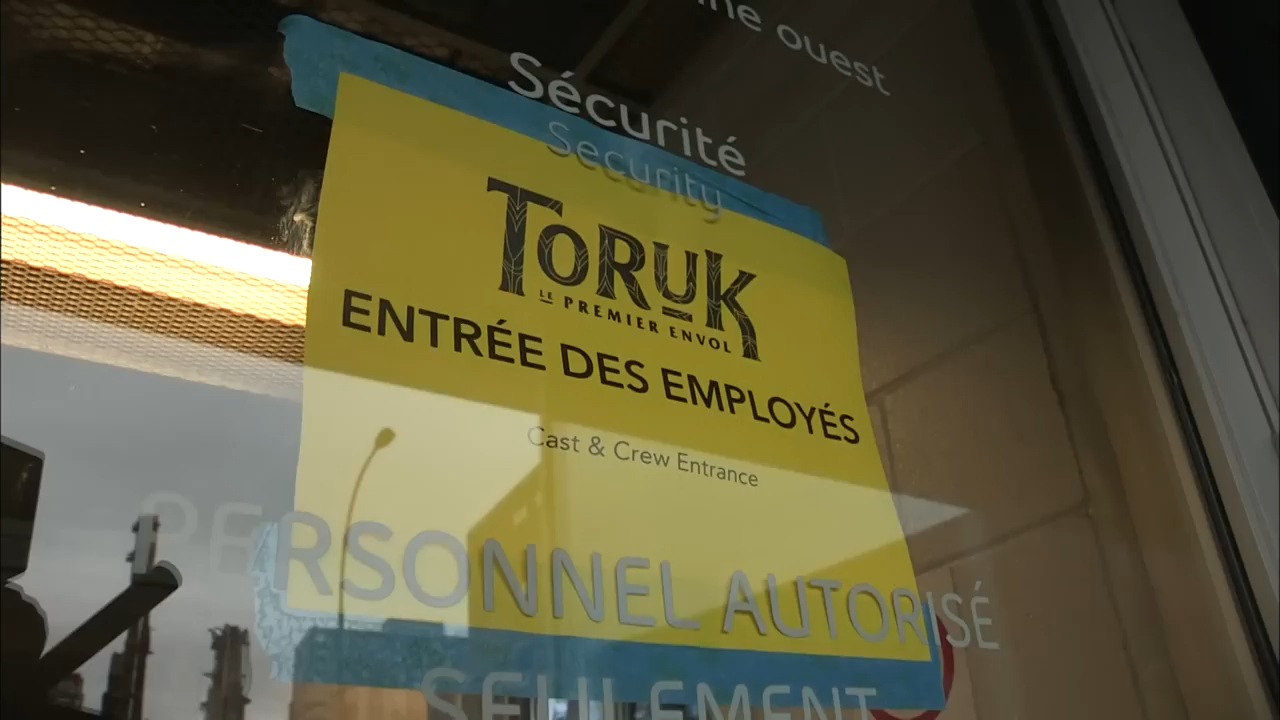 ouest
Sécurité
Security
TORUK
LE PREMIER ENVOL
ENTRÉE DES EMPLOYÉS
Cast & Crew Entrance
PERSONNEL AUTORISÉ
SEULEMENT